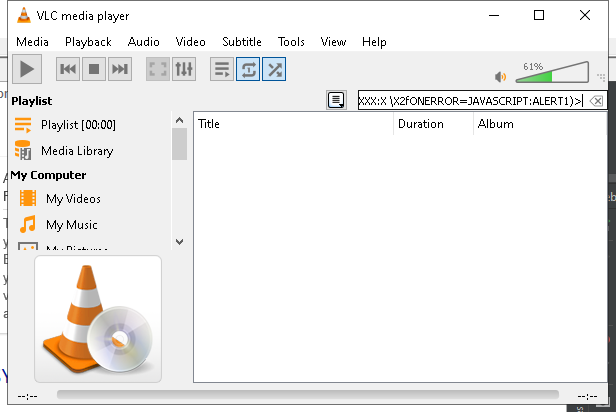 VLC media player
Media Playback Audio Video Subtitle Tools View Help
61%
Playlist
XXX:X \X2fONERROR=JAVASCRIPT:ALERT1)>
Playlist [00:00]
Title Duration Album
Media Library
My Computer
My Videos
My Music
My Pictures
--:-- --:--